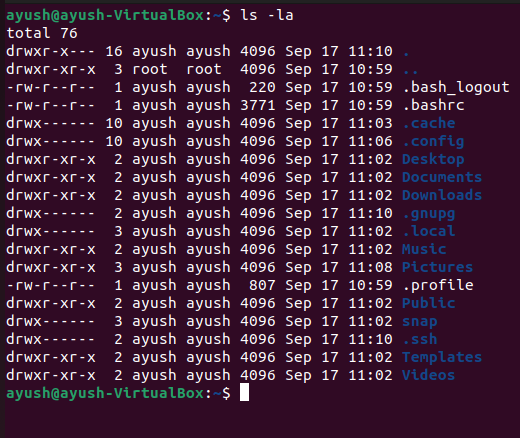 ayush@ayush-VirtualBox:~$ ls -la
total 76
drwxr-x--- 16 ayush ayush 4096 Sep 17 11:10 .
drwxr-xr-x  3 root  root  4096 Sep 17 10:59 ..
-rw-r--r--  1 ayush ayush  220 Sep 17 10:59 .bash_logout
-rw-r--r--  1 ayush ayush 3771 Sep 17 10:59 .bashrc
drwx------ 10 ayush ayush 4096 Sep 17 11:03 .cache
drwx------ 10 ayush ayush 4096 Sep 17 11:06 .config
drwxr-xr-x  2 ayush ayush 4096 Sep 17 11:02 Desktop
drwxr-xr-x  2 ayush ayush 4096 Sep 17 11:02 Documents
drwxr-xr-x  2 ayush ayush 4096 Sep 17 11:02 Downloads
drwx------  2 ayush ayush 4096 Sep 17 11:10 .gnupg
drwx------  3 ayush ayush 4096 Sep 17 11:02 .local
drwxr-xr-x  2 ayush ayush 4096 Sep 17 11:02 Music
drwxr-xr-x  3 ayush ayush 4096 Sep 17 11:08 Pictures
-rw-r--r--  1 ayush ayush  807 Sep 17 10:59 .profile
drwxr-xr-x  2 ayush ayush 4096 Sep 17 11:02 Public
drwx------  3 ayush ayush 4096 Sep 17 11:02 snap
drwx------  2 ayush ayush 4096 Sep 17 11:10 .ssh
drwxr-xr-x  2 ayush ayush 4096 Sep 17 11:02 Templates
drwxr-xr-x  2 ayush ayush 4096 Sep 17 11:02 Videos
ayush@ayush-VirtualBox:~$